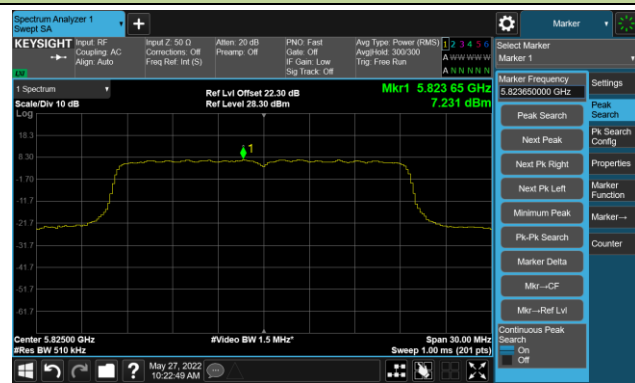 Spectrum Analyzer 1
Swept SA
Marker
KEYSIGHT
Input: RF
Coupling: AC
Align: Auto
Input Z: 50 Ω
Corrections: Off
Freq Ref: Int (S)
Atten: 20 dB
Preamp: Off
PNO: Fast
Gate: Off
IF Gain: Low
Sig Track: Off
Avg Type: Power (RMS)
Avg|Hold: 300/300
Trig: Free Run
1 2 3 4 5 6
A W W W W W
A N N N N N
LW
Select Marker
Marker 1
1 Spectrum
Scale/Div 10 dB
Log
Ref Lvl Offset 22.30 dB
Ref Level 28.30 dBm
Mkr1 5.823 65 GHz
7.231 dBm
18.3
8.30
-1.70
-11.7
-21.7
-31.7
-41.7
-51.7
-61.7
1
Center 5.82500 GHz
#Res BW 510 kHz
#Video BW 1.5 MHz*
Span 30.00 MHz
Sweep 1.00 ms (201 pts)
Marker Frequency
5.823650000 GHz
Peak Search
Next Peak
Next Pk Right
Next Pk Left
Minimum Peak
Pk-Pk Search
Marker Delta
Mkr→CF
Mkr→Ref Lvl
Continuous Peak
Search
On
Off
Settings
Peak
Search
Pk Search
Config
Properties
Marker
Function
Marker→
Counter
May 27, 2022
10:22:49 AM